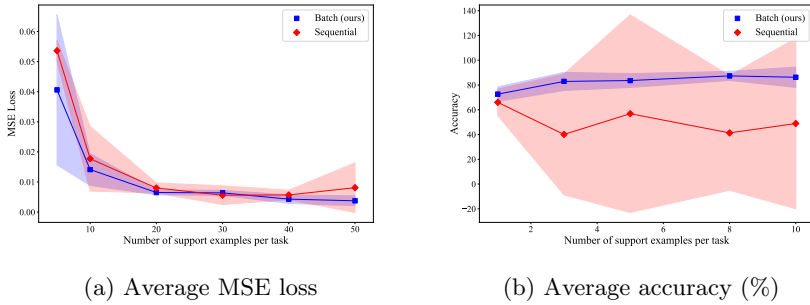 Batch (ours)
Sequential
0.06
0.05
0.04
0.03
0.02
0.01
0.00
MSE Loss
10
20
30
40
50
Number of support examples per task
(a) Average MSE loss
Batch (ours)
Sequential
140
120
100
80
60
40
20
0
−20
Accuracy
2
4
6
8
10
Number of support examples per task
(b) Average accuracy (%)